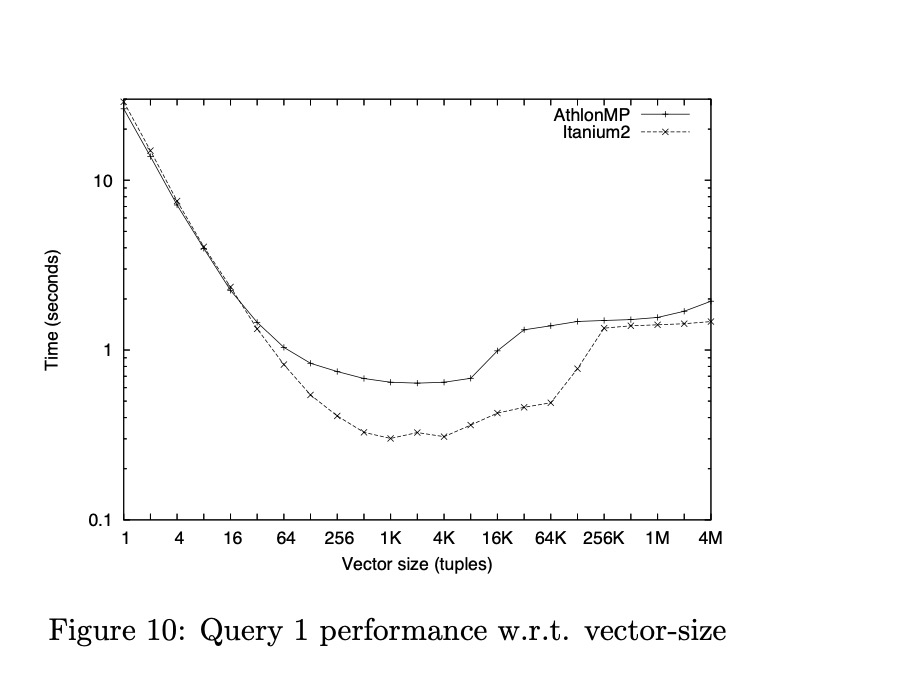 AthlonMP
Itanium2
10
1
0.1
Time (seconds)
1 4 16 64 256 1K 4K 16K 64K 256K 1M 4M
Vector size (tuples)
Figure 10: Query 1 performance w.r.t. vector-size